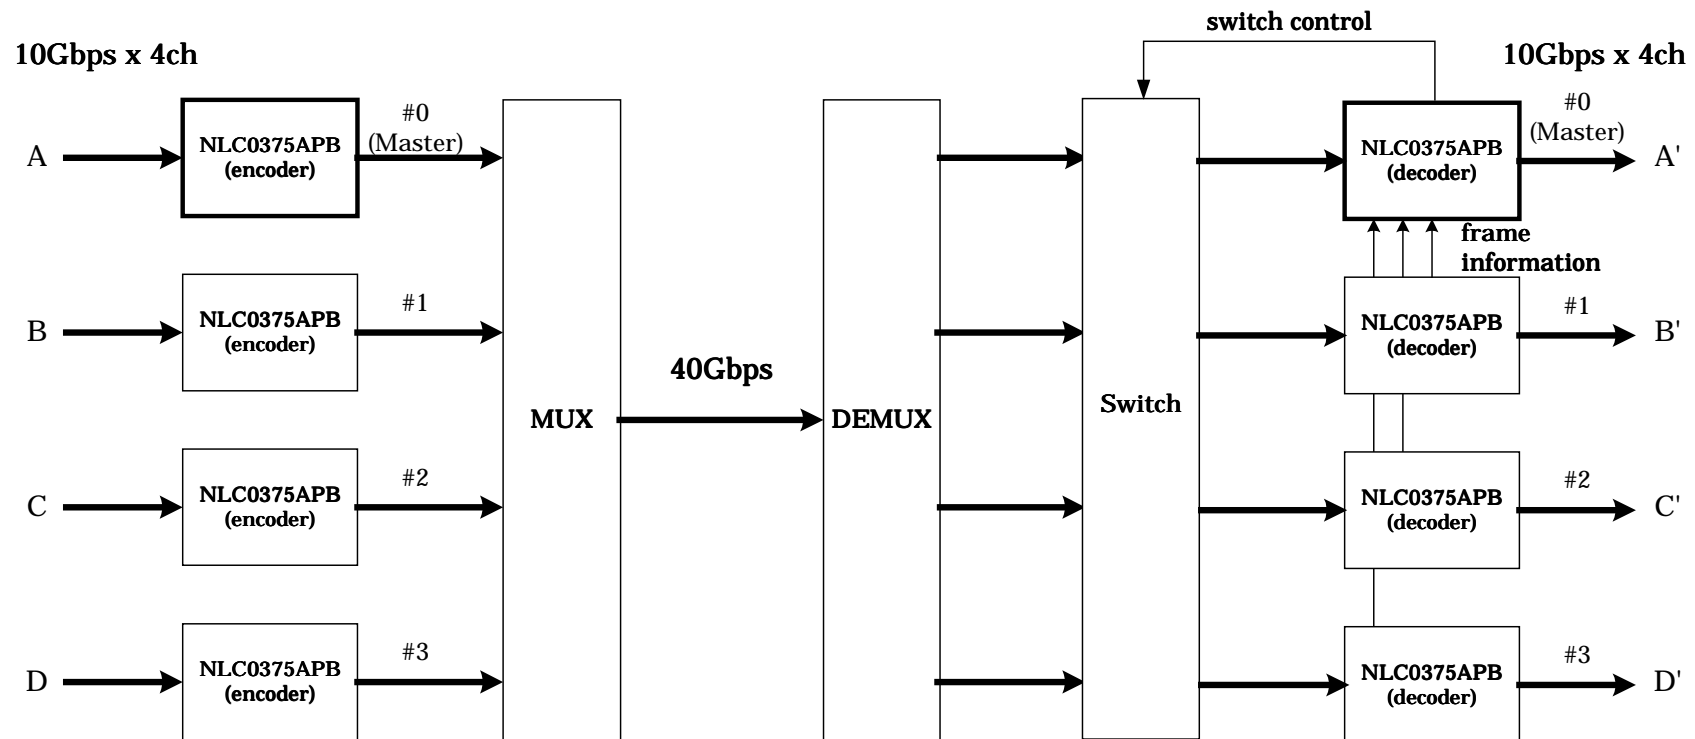 switch control
10Gbps x 4ch
10Gbps x 4ch
A
NLC0375APB
(encoder)
#0
(Master)
NLC0375APB
(decoder)
#0
(Master)
A'
frame
information
B
NLC0375APB
(encoder)
#1
NLC0375APB
(decoder)
#1
B'
40Gbps
MUX
DEMUX
Switch
C
NLC0375APB
(encoder)
#2
NLC0375APB
(decoder)
#2
C'
D
NLC0375APB
(encoder)
#3
NLC0375APB
(decoder)
#3
D'